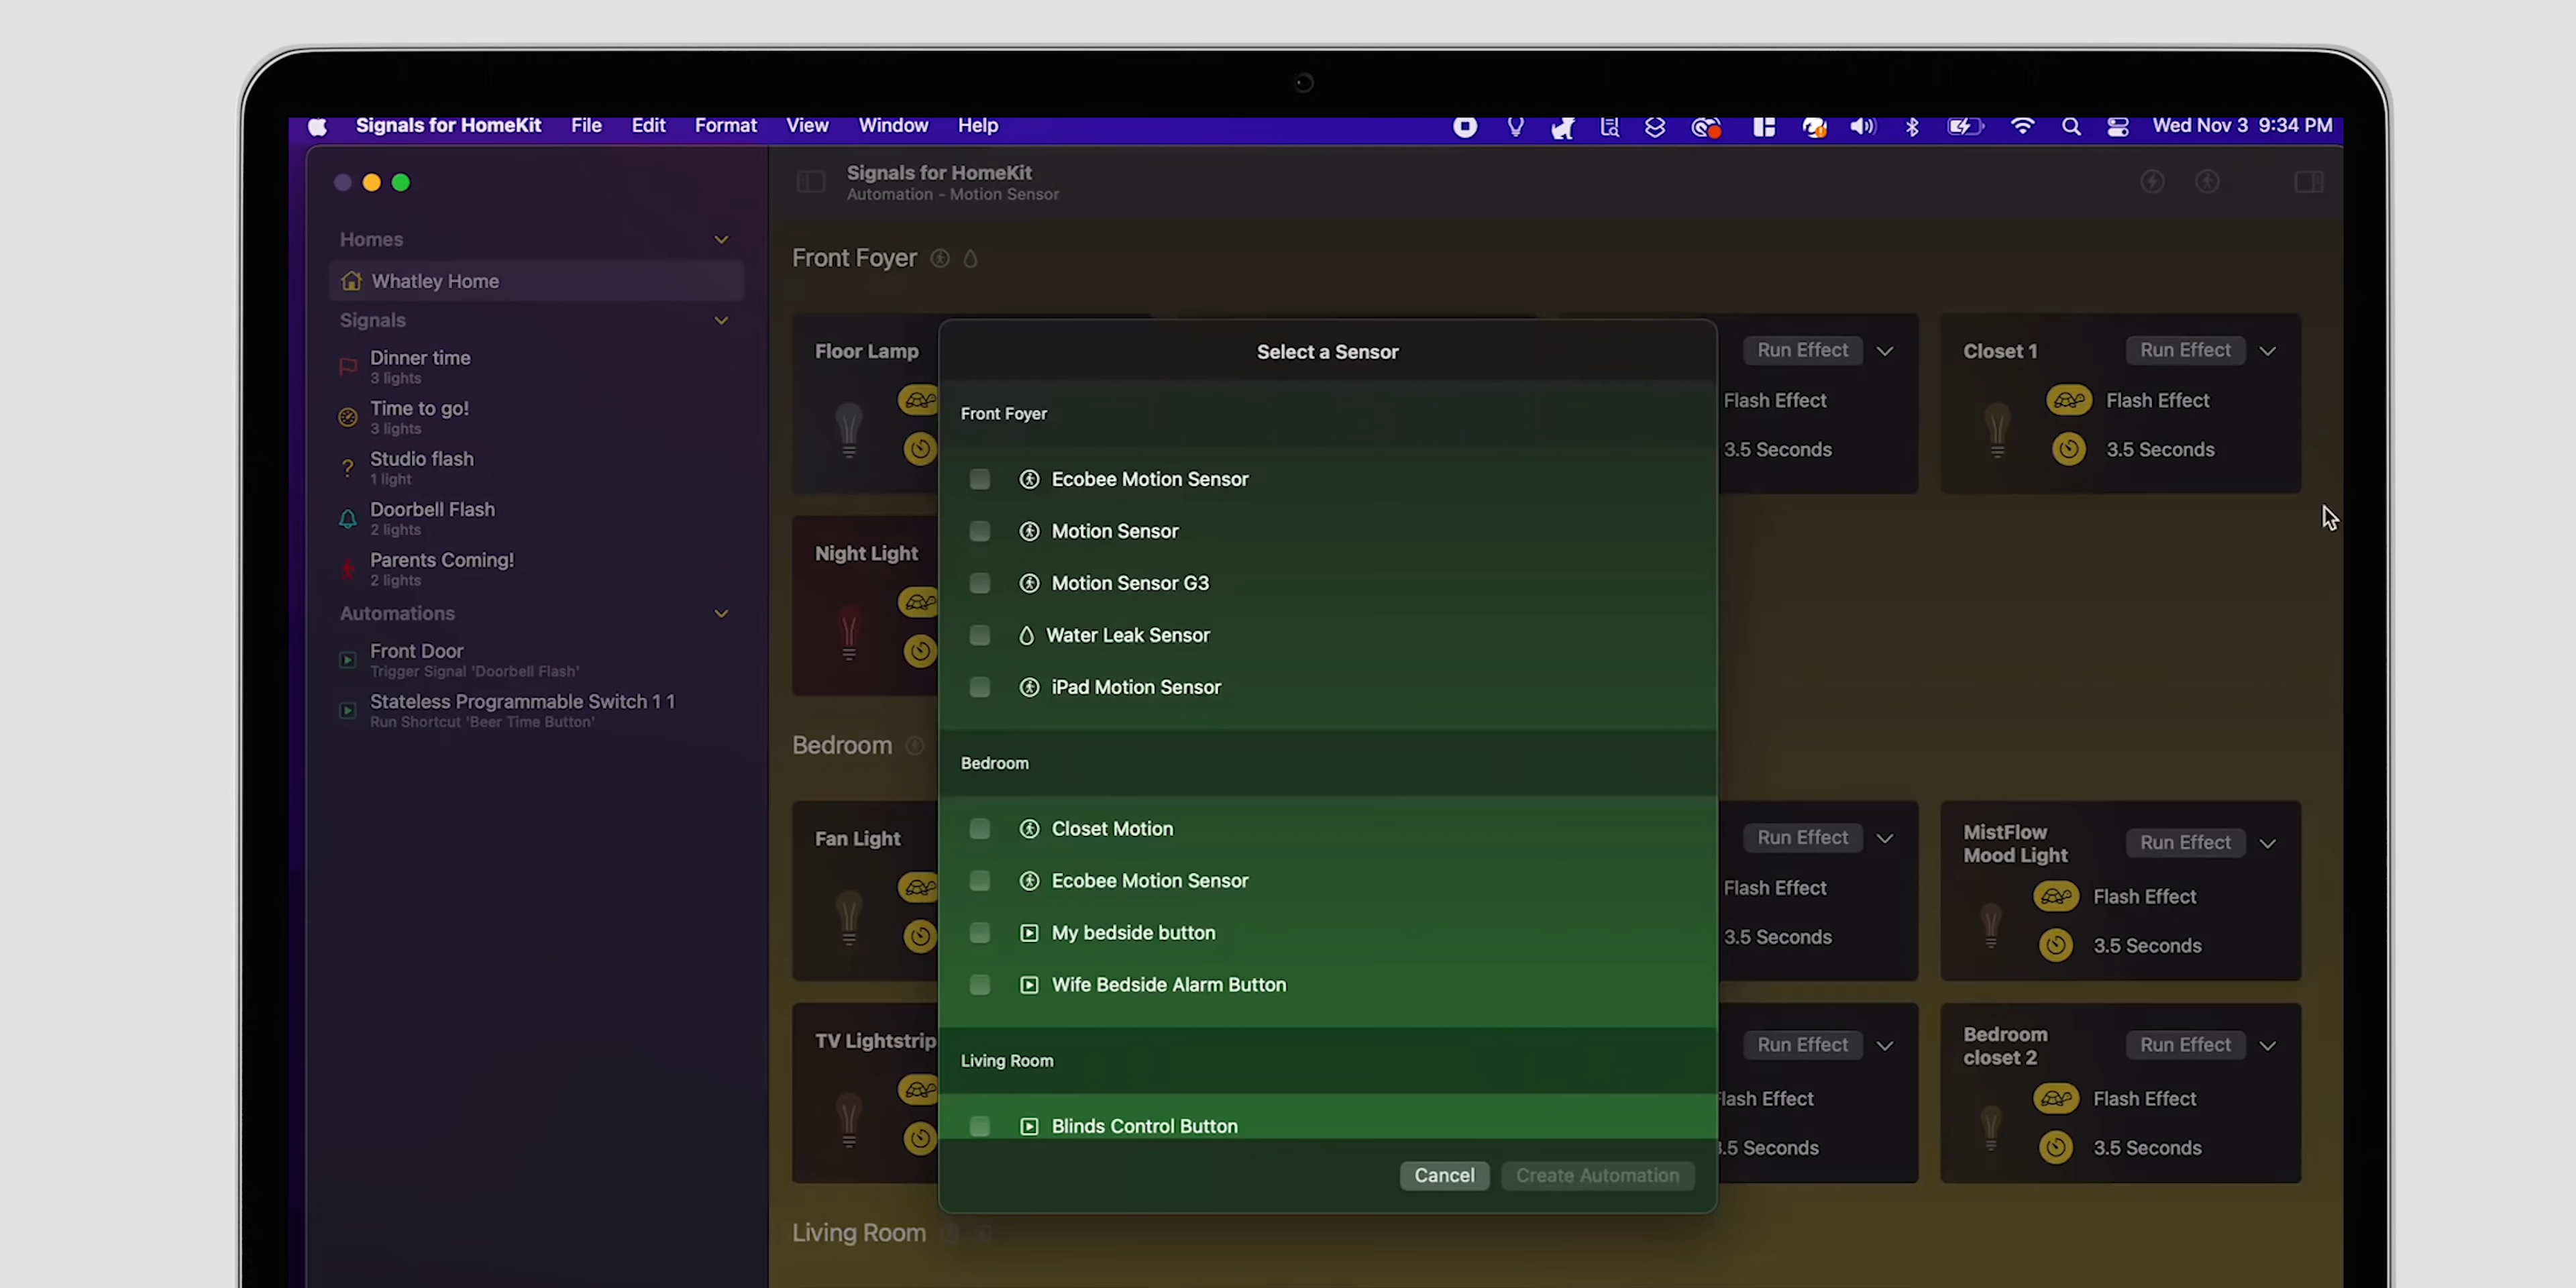 Signals for HomeKit File Edit Format View Window Help Wed Nov 3 9:34 PM
Homes
Whatley Home
Signals
Dinner time
3 lights
Time to go!
3 lights
Studio flash
1 light
Doorbell Flash
2 lights
Parents Coming!
2 lights
Automations
Front Door
Trigger Signal 'Doorbell Flash'
Stateless Programmable Switch 1 1
Run Shortcut 'Beer Time Button'
Signals for HomeKit
Automation - Motion Sensor
Front Foyer
Floor Lamp
Run Effect
Flash Effect
3.5 Seconds
Closet 1
Run Effect
Flash Effect
3.5 Seconds
Night Light
Bedroom
Fan Light
Run Effect
Flash Effect
3.5 Seconds
MistFlow
Mood Light
Run Effect
Flash Effect
3.5 Seconds
TV Lightstrip
Run Effect
Flash Effect
3.5 Seconds
Bedroom
closet 2
Run Effect
Flash Effect
3.5 Seconds
Living Room
Select a Sensor
Front Foyer
Ecobee Motion Sensor
Motion Sensor
Motion Sensor G3
Water Leak Sensor
iPad Motion Sensor
Bedroom
Closet Motion
Ecobee Motion Sensor
My bedside button
Wife Bedside Alarm Button
Living Room
Blinds Control Button
Cancel
Create Automation